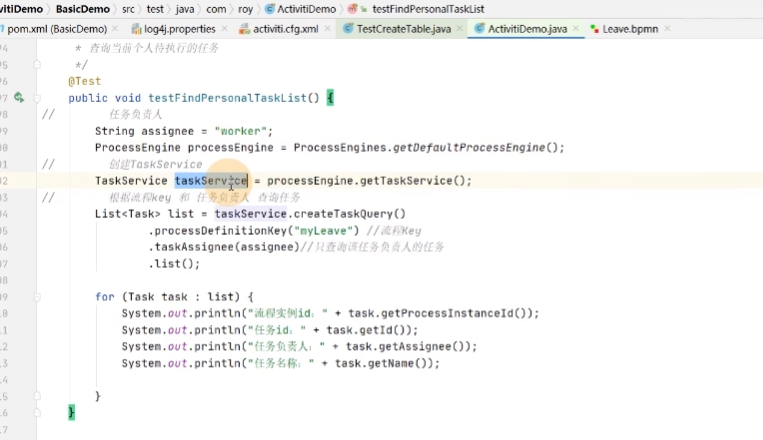 vitiDemo › BasicDemo › src › test › java › com › roy › ActivitiDemo › testFindPersonalTaskList
pom.xml (BasicDemo) × log4j.properties × activiti.cfg.xml × TestCreateTable.java × ActivitiDemo.java × Leave.bpmn ×
94 * 查询当前个人待执行的任务
95 */
96 @Test
97 public void testFindPersonalTaskList() {
98 // 任务负责人
99 String assignee = "worker";
00 ProcessEngine processEngine = ProcessEngines.getDefaultProcessEngine();
01 // 创建TaskService
02 TaskService taskService = processEngine.getTaskService();
03 // 根据流程key 和 任务负责人 查询任务
04 List<Task> list = taskService.createTaskQuery()
05 .processDefinitionKey("myLeave") //流程Key
06 .taskAssignee(assignee)//只查询该任务负责人的任务
07 .list();
08
09 for (Task task : list) {
10 System.out.println("流程实例id：" + task.getProcessInstanceId());
11 System.out.println("任务id：" + task.getId());
12 System.out.println("任务负责人：" + task.getAssignee());
13 System.out.println("任务名称：" + task.getName());
14
15 }
16 }
17